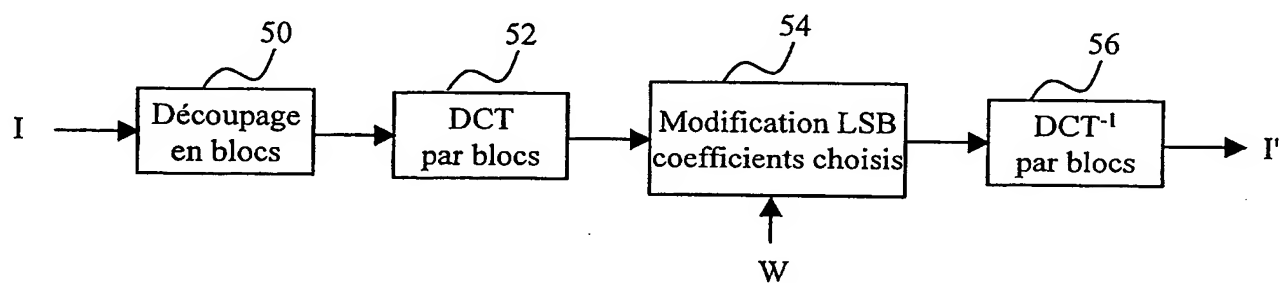 50
52
54
56
I
Découpage
en blocs
DCT
par blocs
Modification LSB
coefficients choisis
DCT⁻¹
par blocs
I'
W